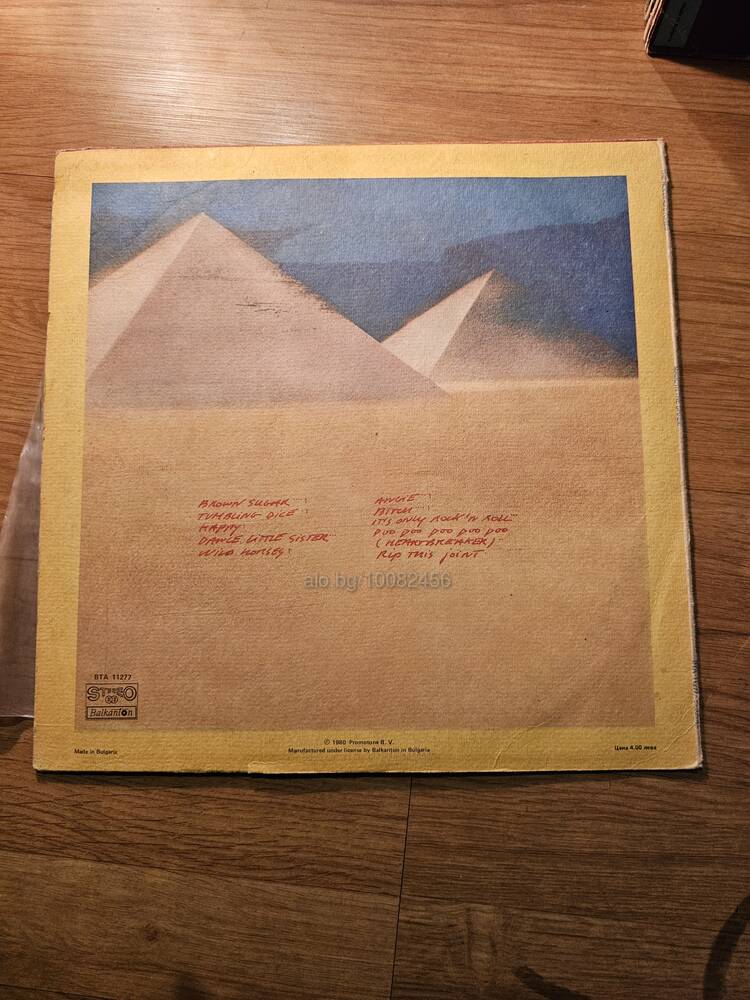 BROWN SUGAR
TUMBLING DICE
HAPPY
DANCE LITTLE SISTER
WILD HORSES
ANGIE
BITCH
IT'S ONLY ROCK 'N ROLL
DOO DOO DOO DOO DOO
(HEARTBREAKER)
RIP THIS JOINT
alo.bg/10082456
BTA 11277
STEREO
Balkanton
Made in Bulgaria
℗ 1980 Promotone B. V.
Manufactured under license by Balkanton in Bulgaria
Цена 4.00 лева